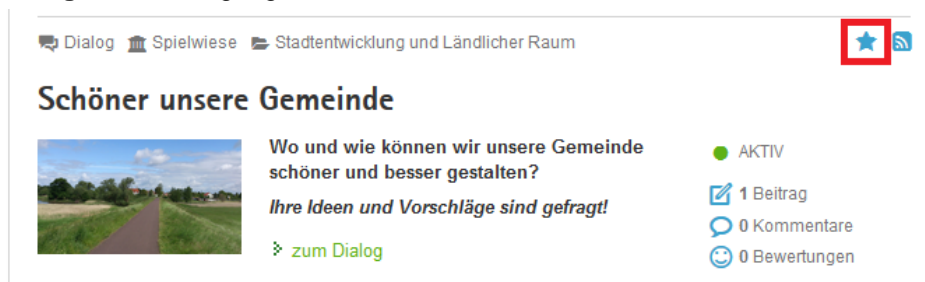 Dialog Spielwiese Stadtentwicklung und Ländlicher Raum
Schöner unsere Gemeinde
Wo und wie können wir unsere Gemeinde
schöner und besser gestalten?
Ihre Ideen und Vorschläge sind gefragt!
zum Dialog
AKTIV
1 Beitrag
0 Kommentare
0 Bewertungen